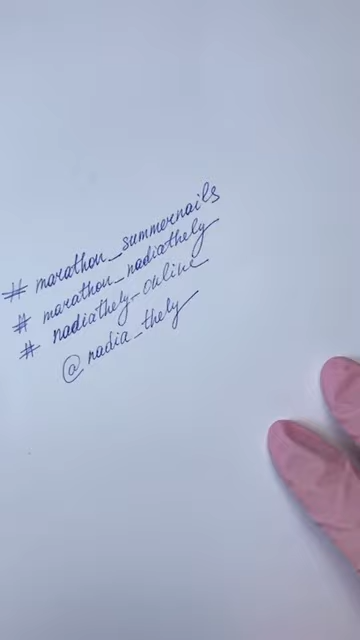 # marathon_summernails
# marathon_nadiathely
# nadiathely_online
@nadia_thely